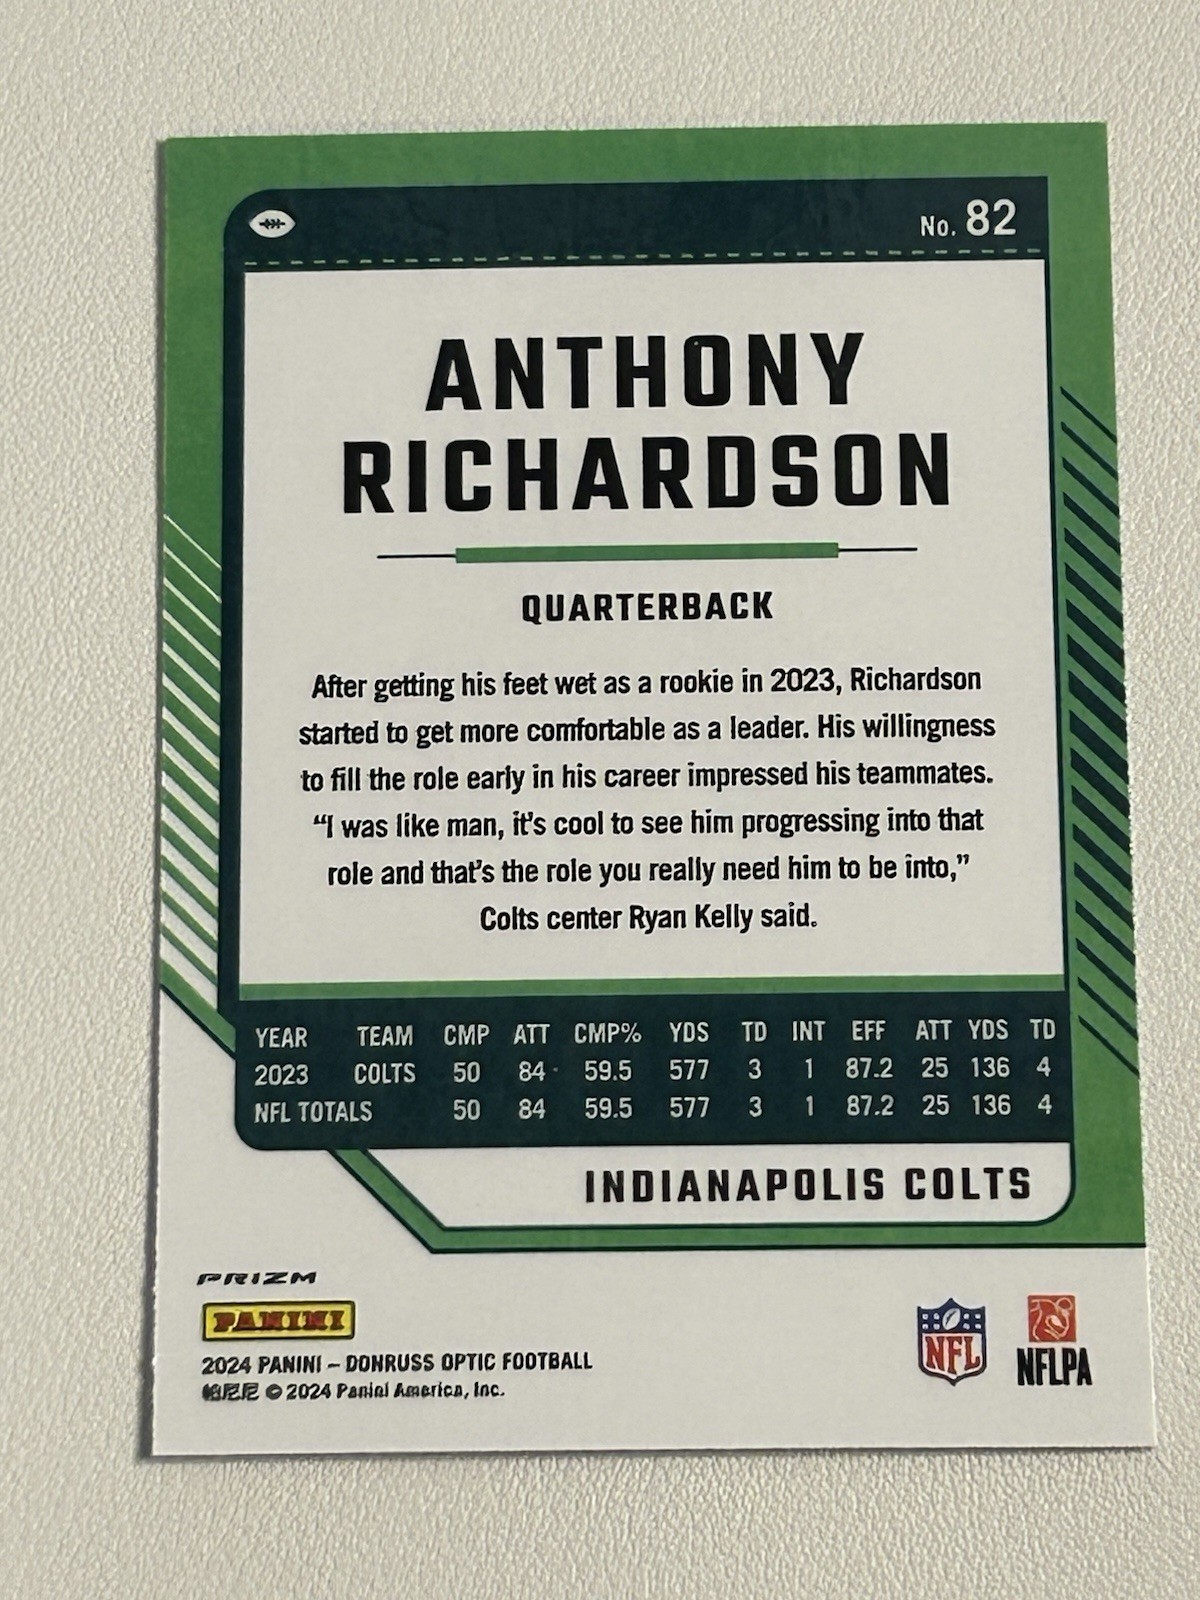 No. 82
ANTHONY
RICHARDSON
QUARTERBACK
After getting his feet wet as a rookie in 2023, Richardson
started to get more comfortable as a leader. His willingness
to fill the role early in his career impressed his teammates.
“I was like man, it’s cool to see him progressing into that
role and that’s the role you really need him to be into,”
Colts center Ryan Kelly said.
YEAR TEAM CMP ATT CMP% YDS TD INT EFF ATT YDS TD
2023 COLTS 50 84 59.5 577 3 1 87.2 25 136 4
NFL TOTALS 50 84 59.5 577 3 1 87.2 25 136 4
INDIANAPOLIS COLTS
PRIZM
PANINI
2024 PANINI – DONRUSS OPTIC FOOTBALL
© 2024 Panini America, Inc.
NFL
NFLPA